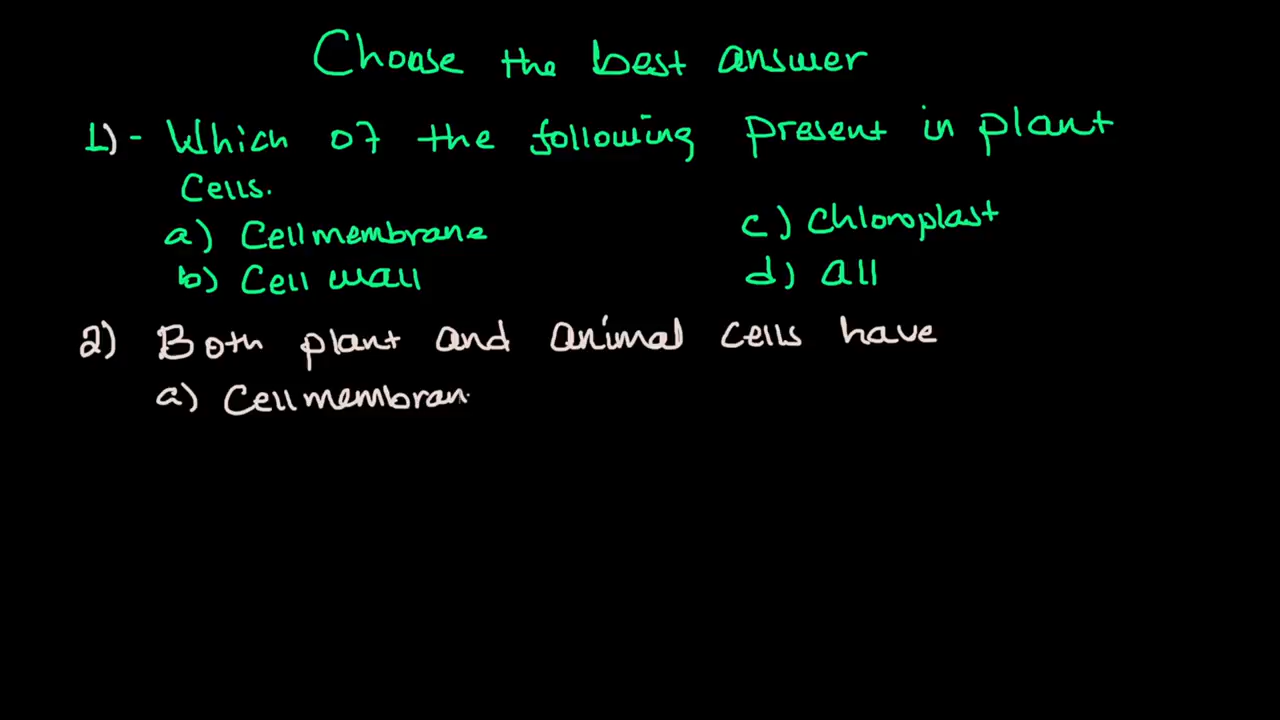 Choose the best answer
1) - Which of the following present in plant
Cells.
a) Cellmembrane
b) Cell wall
c) Chloroplast
d) all
2) Both plant and animal cells have
a) Cellmembran